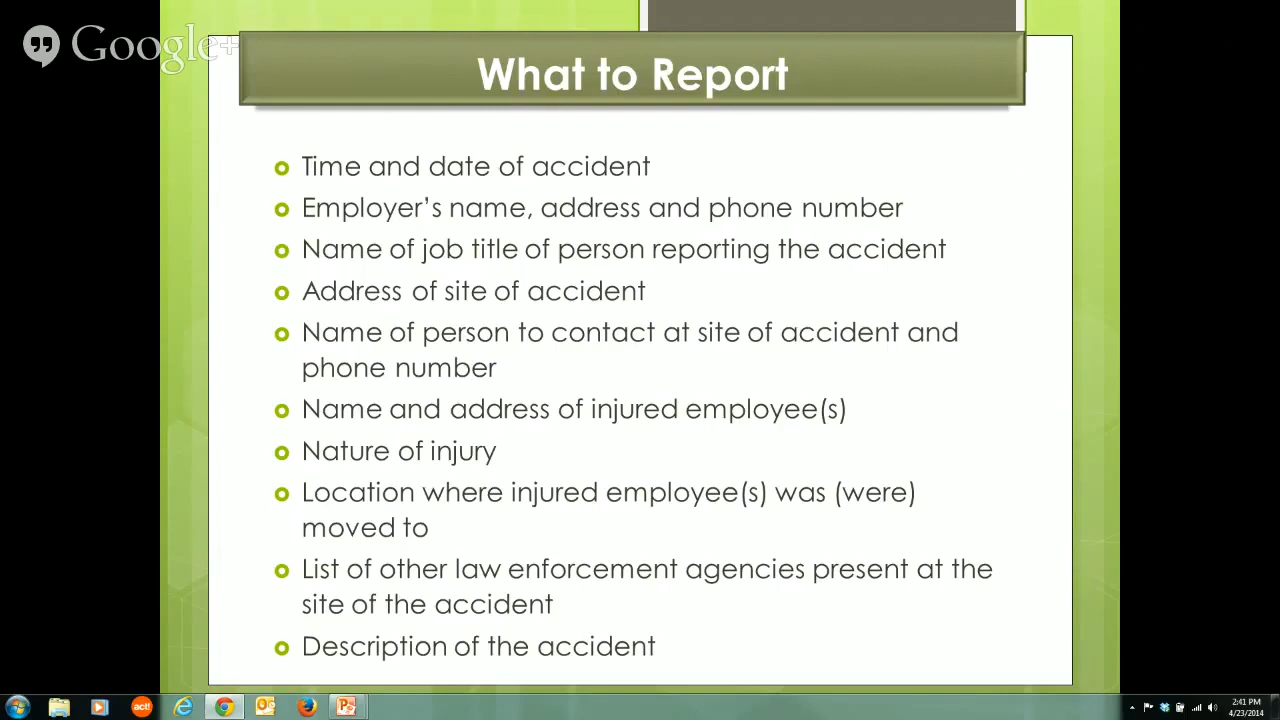 Google+
What to Report
Time and date of accident
Employer's name, address and phone number
Name of job title of person reporting the accident
Address of site of accident
Name of person to contact at site of accident and
phone number
Name and address of injured employee(s)
Nature of injury
Location where injured employee(s) was (were)
moved to
List of other law enforcement agencies present at the
site of the accident
Description of the accident
act!
2:41 PM
4/23/2014